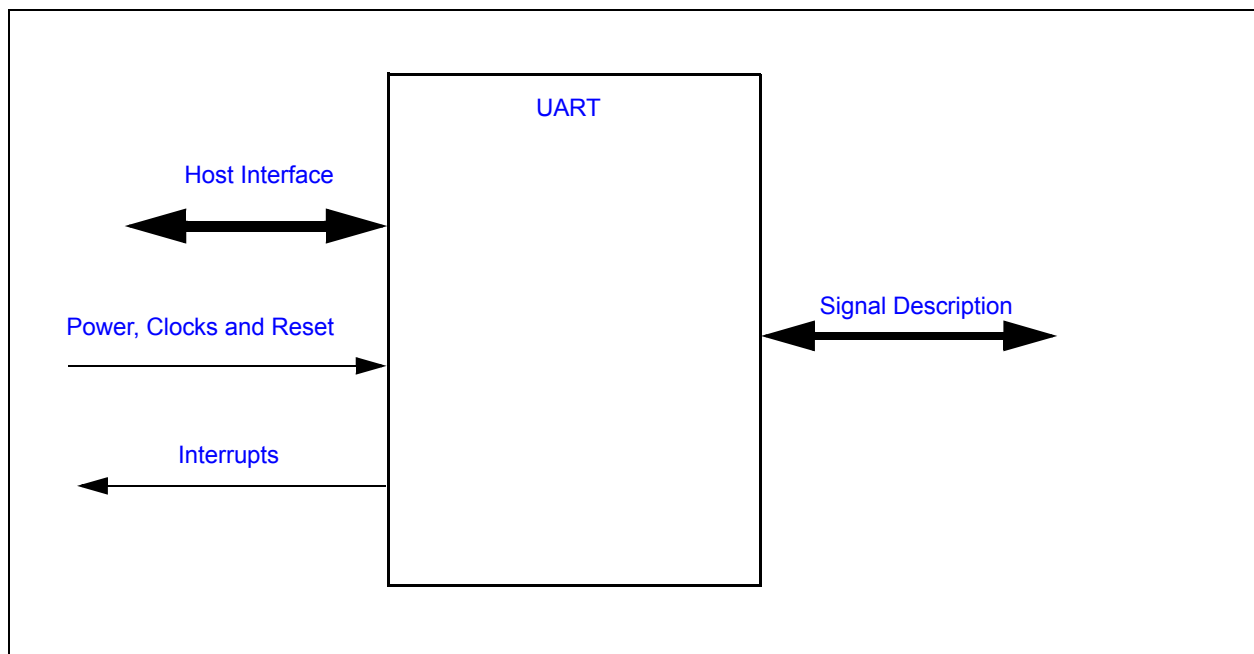 UART
Host Interface
Signal Description
Power, Clocks and Reset
Interrupts